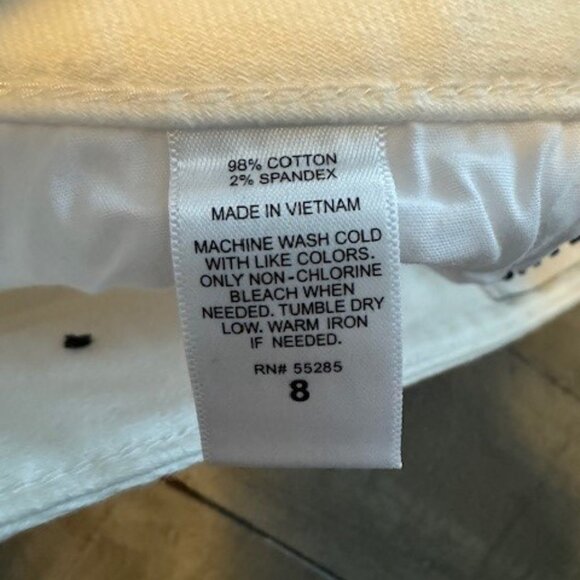 98% COTTON
2% SPANDEX
MADE IN VIETNAM
MACHINE WASH COLD
WITH LIKE COLORS.
ONLY NON-CHLORINE
BLEACH WHEN
NEEDED. TUMBLE DRY
LOW. WARM IRON
IF NEEDED.
RN# 55285
8